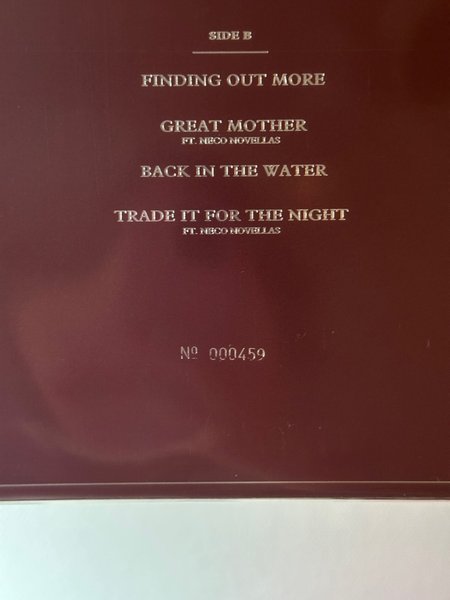 SIDE B
FINDING OUT MORE
GREAT MOTHER
FT. NECO NOVELLAS
BACK IN THE WATER
TRADE IT FOR THE NIGHT
FT. NECO NOVELLAS
Nº 000459